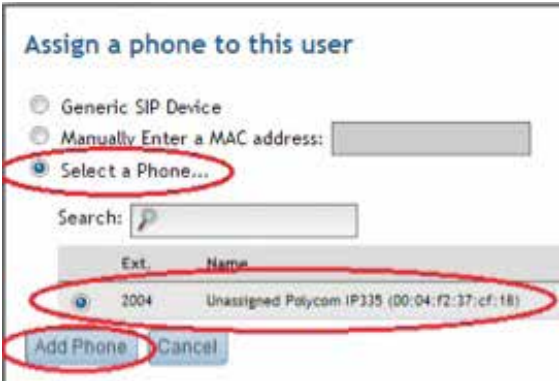 Assign a phone to this user
Generic SIP Device
Manually Enter a MAC address:
Select a Phone...
Search:
Ext. Name
2004 Unassigned Polycom IP335 (00:04:f2:37:cf:18)
Add Phone Cancel